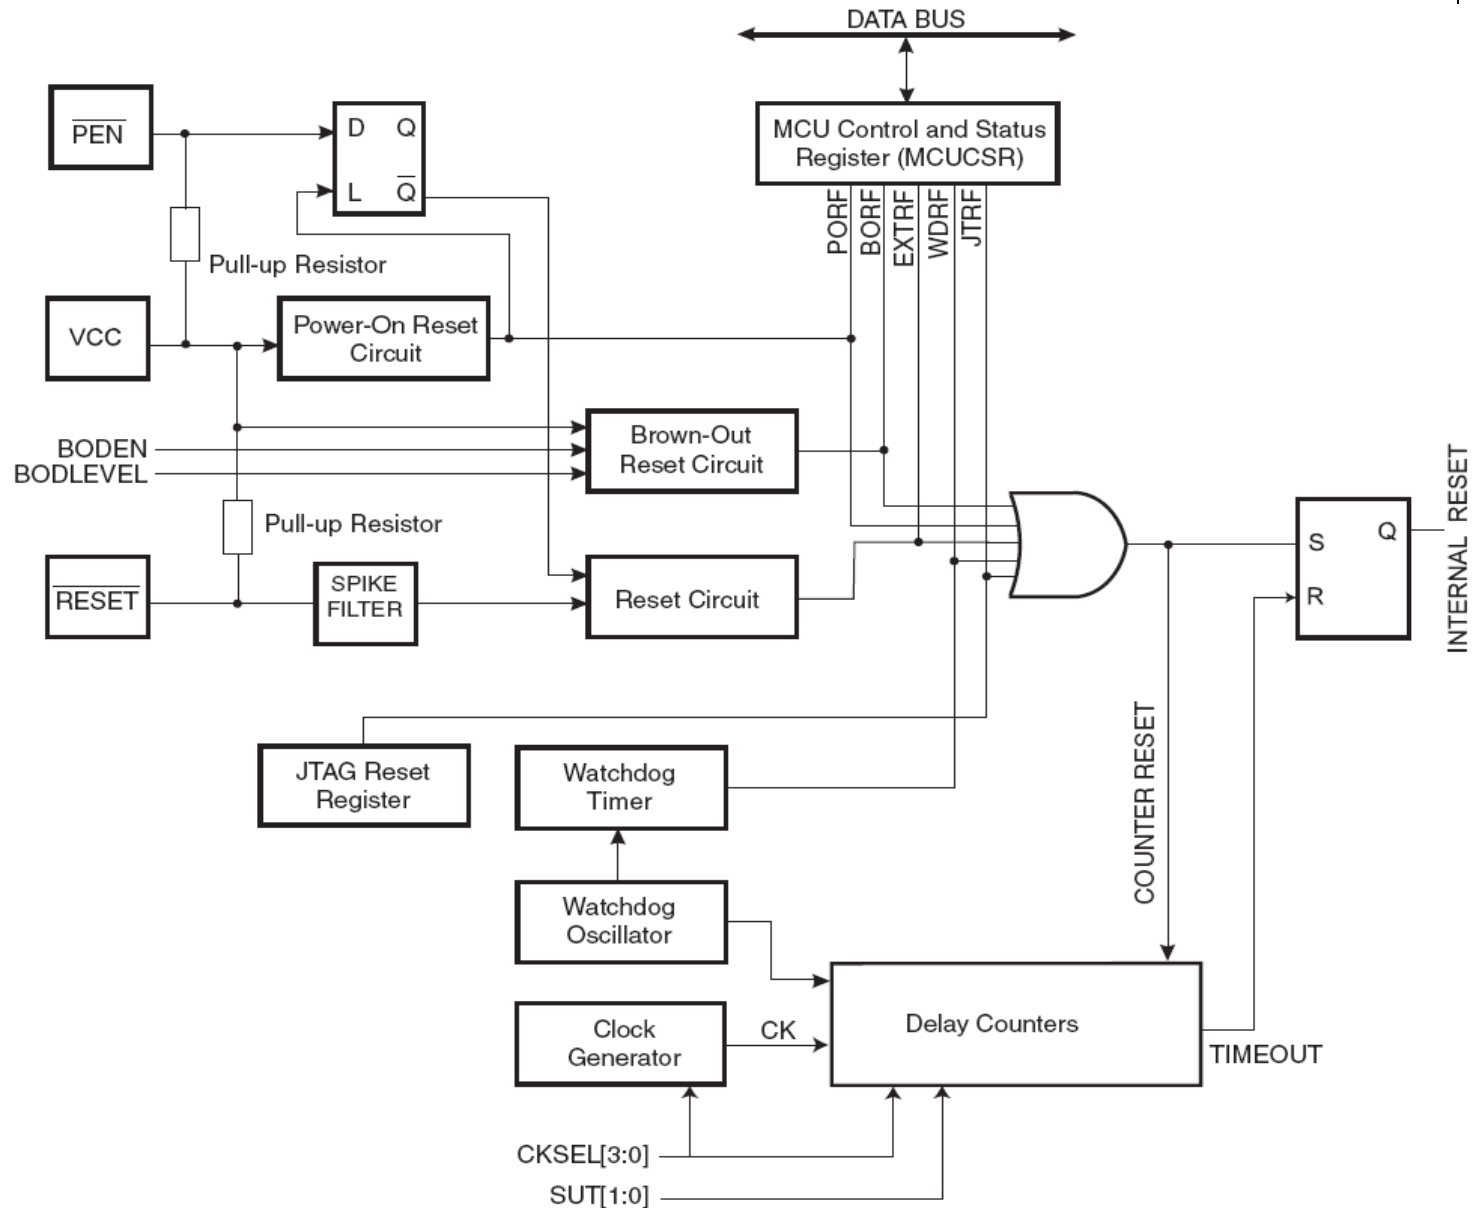 DATA BUS
PEN
D Q
L Q
MCU Control and Status
Register (MCUCSR)
PORF
BORF
EXTRF
WDRF
JTRF
Pull-up Resistor
VCC
Power-On Reset
Circuit
BODEN
BODLEVEL
Brown-Out
Reset Circuit
Pull-up Resistor
RESET
SPIKE
FILTER
Reset Circuit
S
Q
R
INTERNAL RESET
JTAG Reset
Register
Watchdog
Timer
COUNTER RESET
Watchdog
Oscillator
Clock
Generator
CK
Delay Counters
TIMEOUT
CKSEL[3:0]
SUT[1:0]